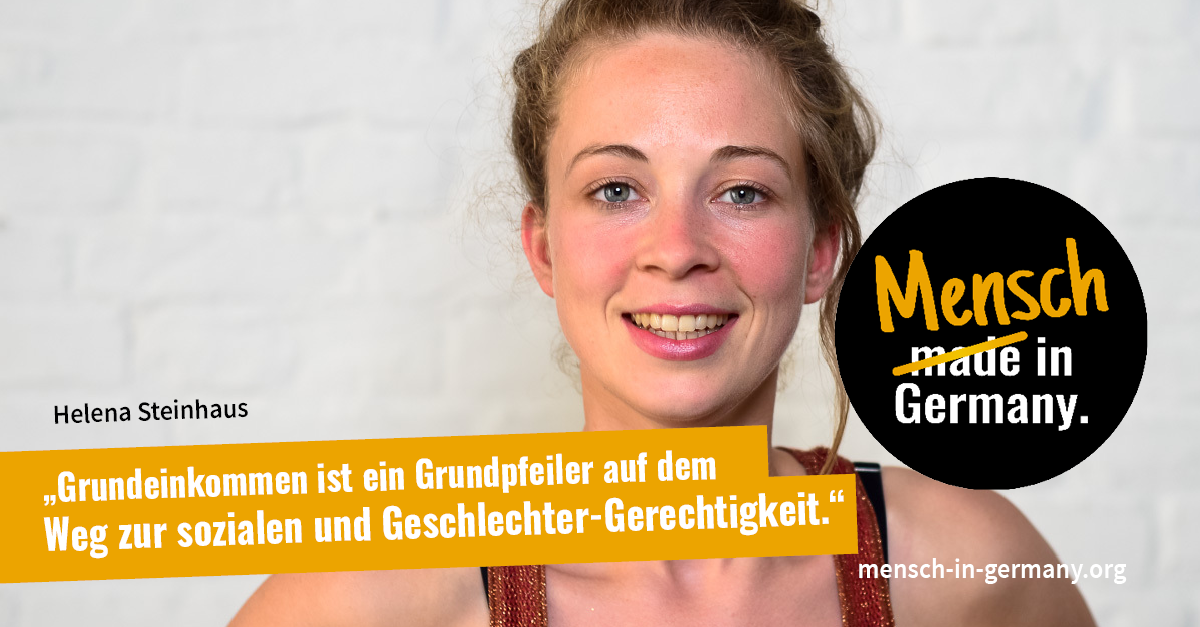 Helena Steinhaus
„Grundeinkommen ist ein Grundpfeiler auf dem
Weg zur sozialen und Geschlechter-Gerechtigkeit.“
Mensch
made in
Germany.
mensch-in-germany.org